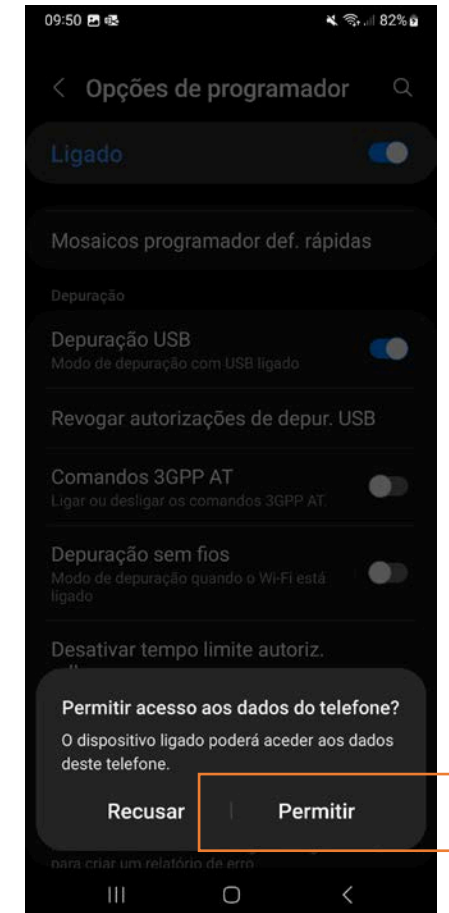 09:50 82%
Opções de programador
Ligado
Mosaicos programador def. rápidas
Depuração
Depuração USB
Modo de depuração com USB ligado
Revogar autorizações de depur. USB
Comandos 3GPP AT
Ligar ou desligar os comandos 3GPP AT.
Depuração sem fios
Modo de depuração quando o Wi-Fi está
ligado
Desativar tempo limite autoriz.
Permitir acesso aos dados do telefone?
O dispositivo ligado poderá aceder aos dados
deste telefone.
Recusar Permitir
para criar um relatório de erro